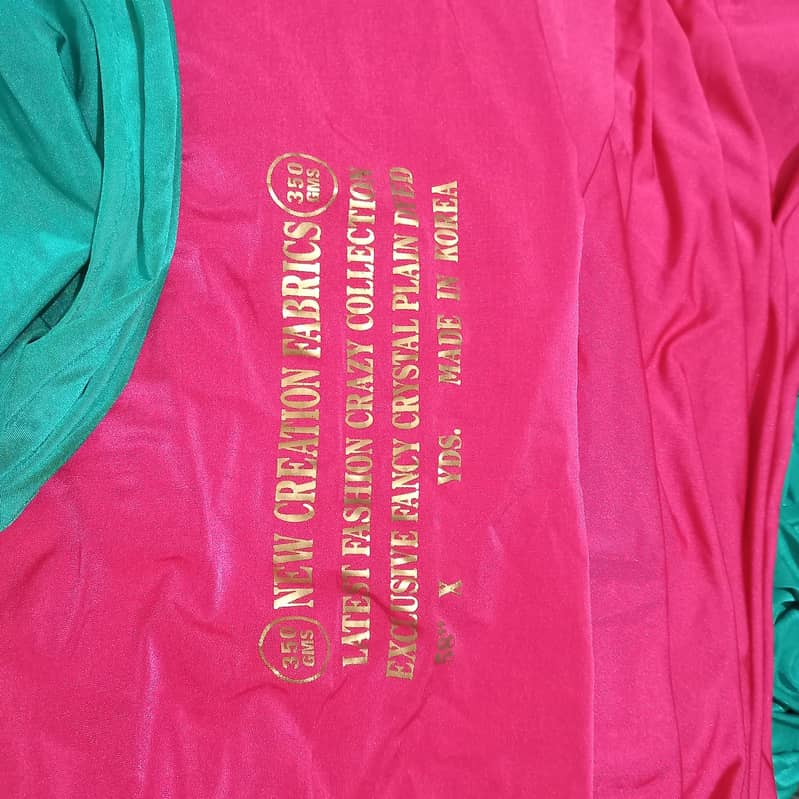 350 GMS NEW CREATION FABRICS 350 GMS
LATEST FASHION CRAZY COLLECTION
EXCLUSIVE FANCY CRYSTAL PLAIN DYED
58" X YDS. MADE IN KOREA